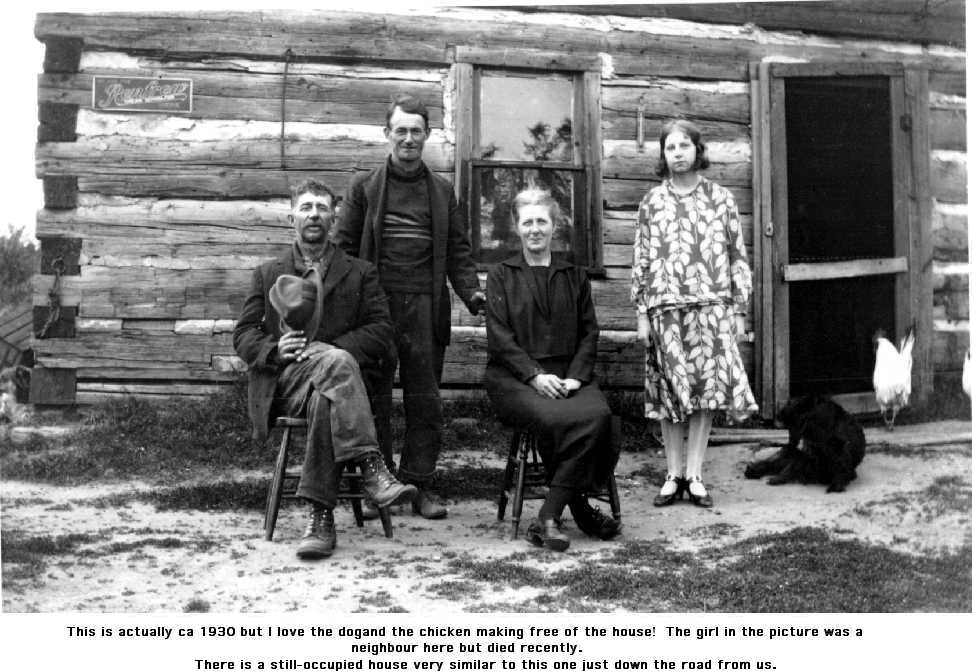 Renfrew
This is actually ca 1930 but I love the dogand the chicken making free of the house!  The girl in the picture was a
neighbour here but died recently.
There is a still-occupied house very similar to this one just down the road from us.